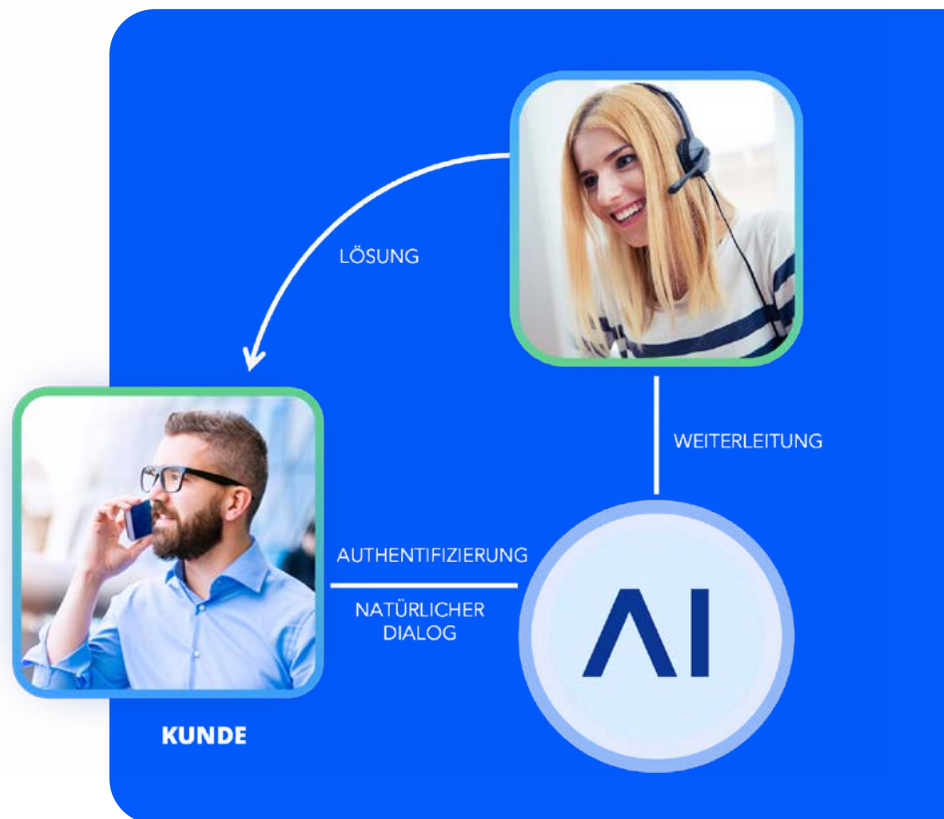 LÖSUNG
WEITERLEITUNG
AUTHENTIFIZIERUNG
NATÜRLICHER
DIALOG
AI
KUNDE